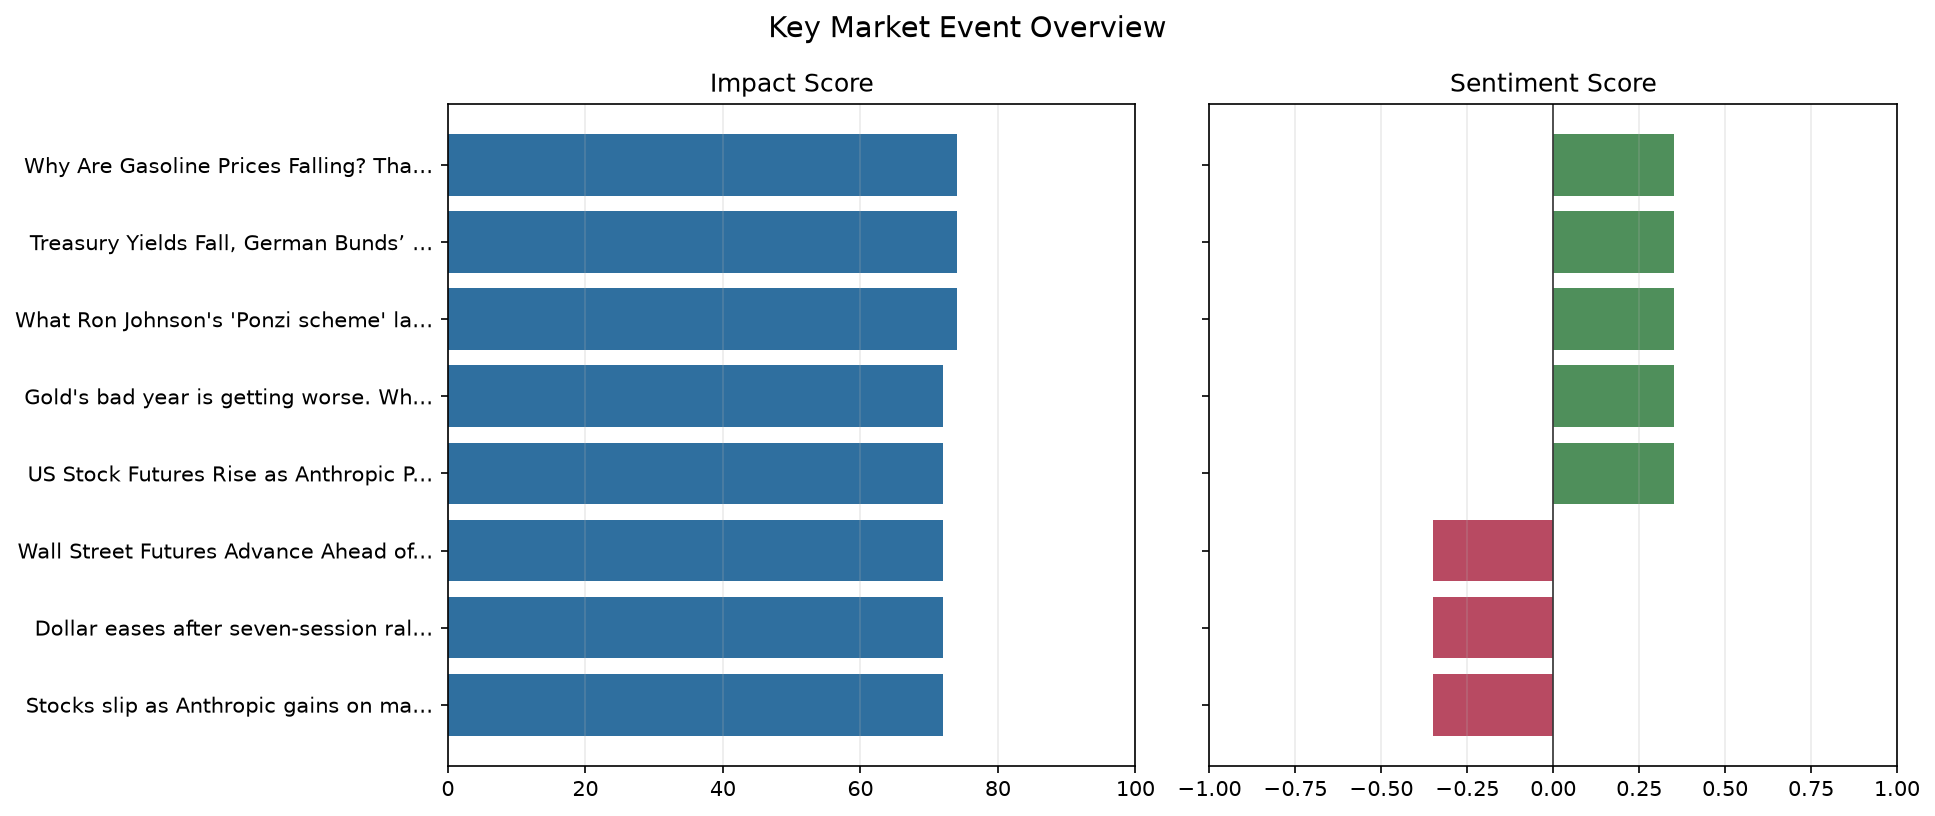 Key Market Event Overview
Impact Score
Sentiment Score
Why Are Gasoline Prices Falling? Tha...
Treasury Yields Fall, German Bunds’ ...
What Ron Johnson's 'Ponzi scheme' la...
Gold's bad year is getting worse. Wh...
US Stock Futures Rise as Anthropic P...
Wall Street Futures Advance Ahead of...
Dollar eases after seven-session ral...
Stocks slip as Anthropic gains on ma...
0 20 40 60 80 100
−1.00 −0.75 −0.50 −0.25 0.00 0.25 0.50 0.75 1.00